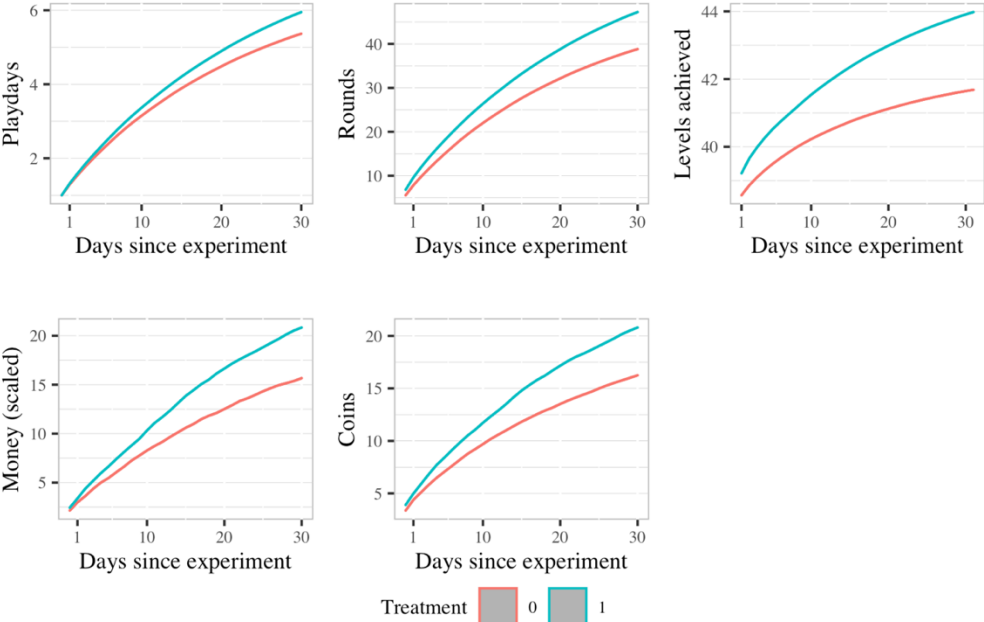 Playdays
6
4
2
1 10 20 30
Days since experiment
Rounds
40
30
20
10
1 10 20 30
Days since experiment
Levels achieved
44
42
40
1 10 20 30
Days since experiment
Money (scaled)
20
15
10
5
1 10 20 30
Days since experiment
Coins
20
15
10
5
1 10 20 30
Days since experiment
Treatment 0 1